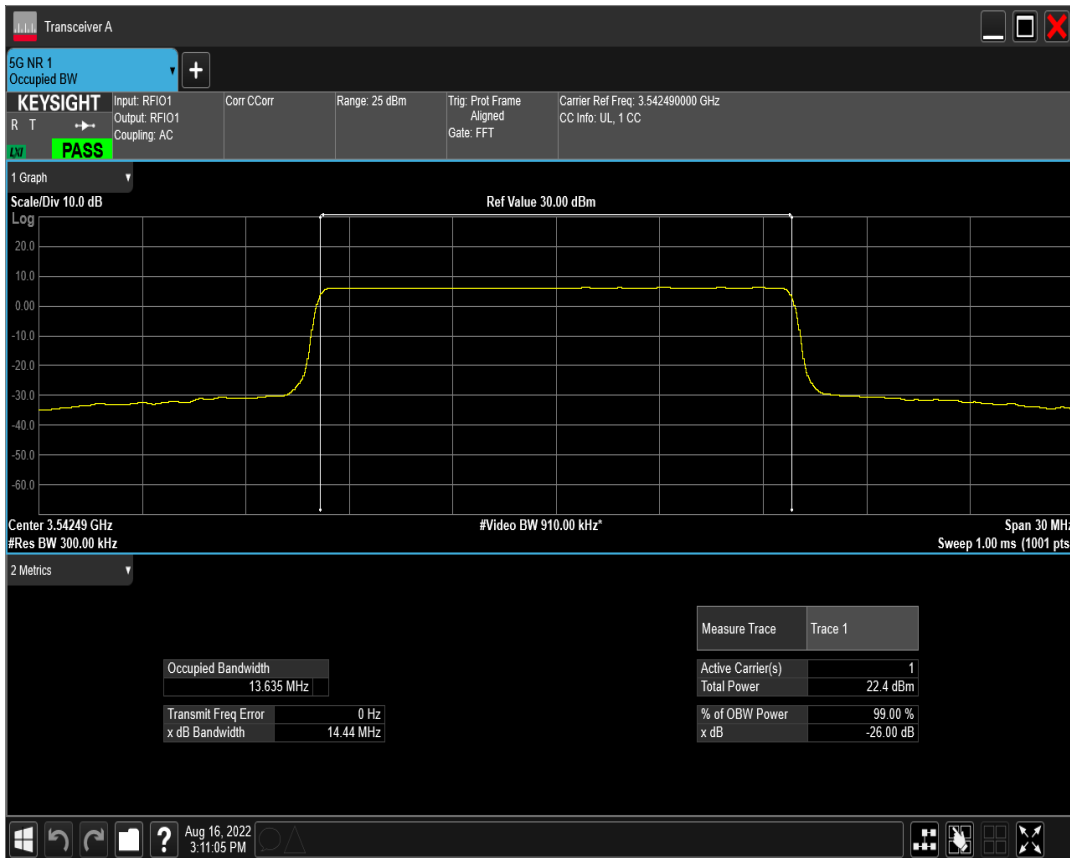 Transceiver A
5G NR 1
Occupied BW
+
KEYSIGHT
R T
LXI
PASS
Input: RFIO1
Output: RFIO1
Coupling: AC
Corr CCorr
Range: 25 dBm
Trig: Prot Frame
Aligned
Gate: FFT
Carrier Ref Freq: 3.542490000 GHz
CC Info: UL, 1 CC
1 Graph
Scale/Div 10.0 dB
Ref Value 30.00 dBm
Log
20.0
10.0
0.00
-10.0
-20.0
-30.0
-40.0
-50.0
-60.0
Center 3.54249 GHz
#Video BW 910.00 kHz*
Span 30 MHz
#Res BW 300.00 kHz
Sweep 1.00 ms (1001 pts
2 Metrics
Measure Trace Trace 1
Occupied Bandwidth
13.635 MHz
Active Carrier(s) 1
Total Power 22.4 dBm
Transmit Freq Error 0 Hz
x dB Bandwidth 14.44 MHz
% of OBW Power 99.00 %
x dB -26.00 dB
?
Aug 16, 2022
3:11:05 PM